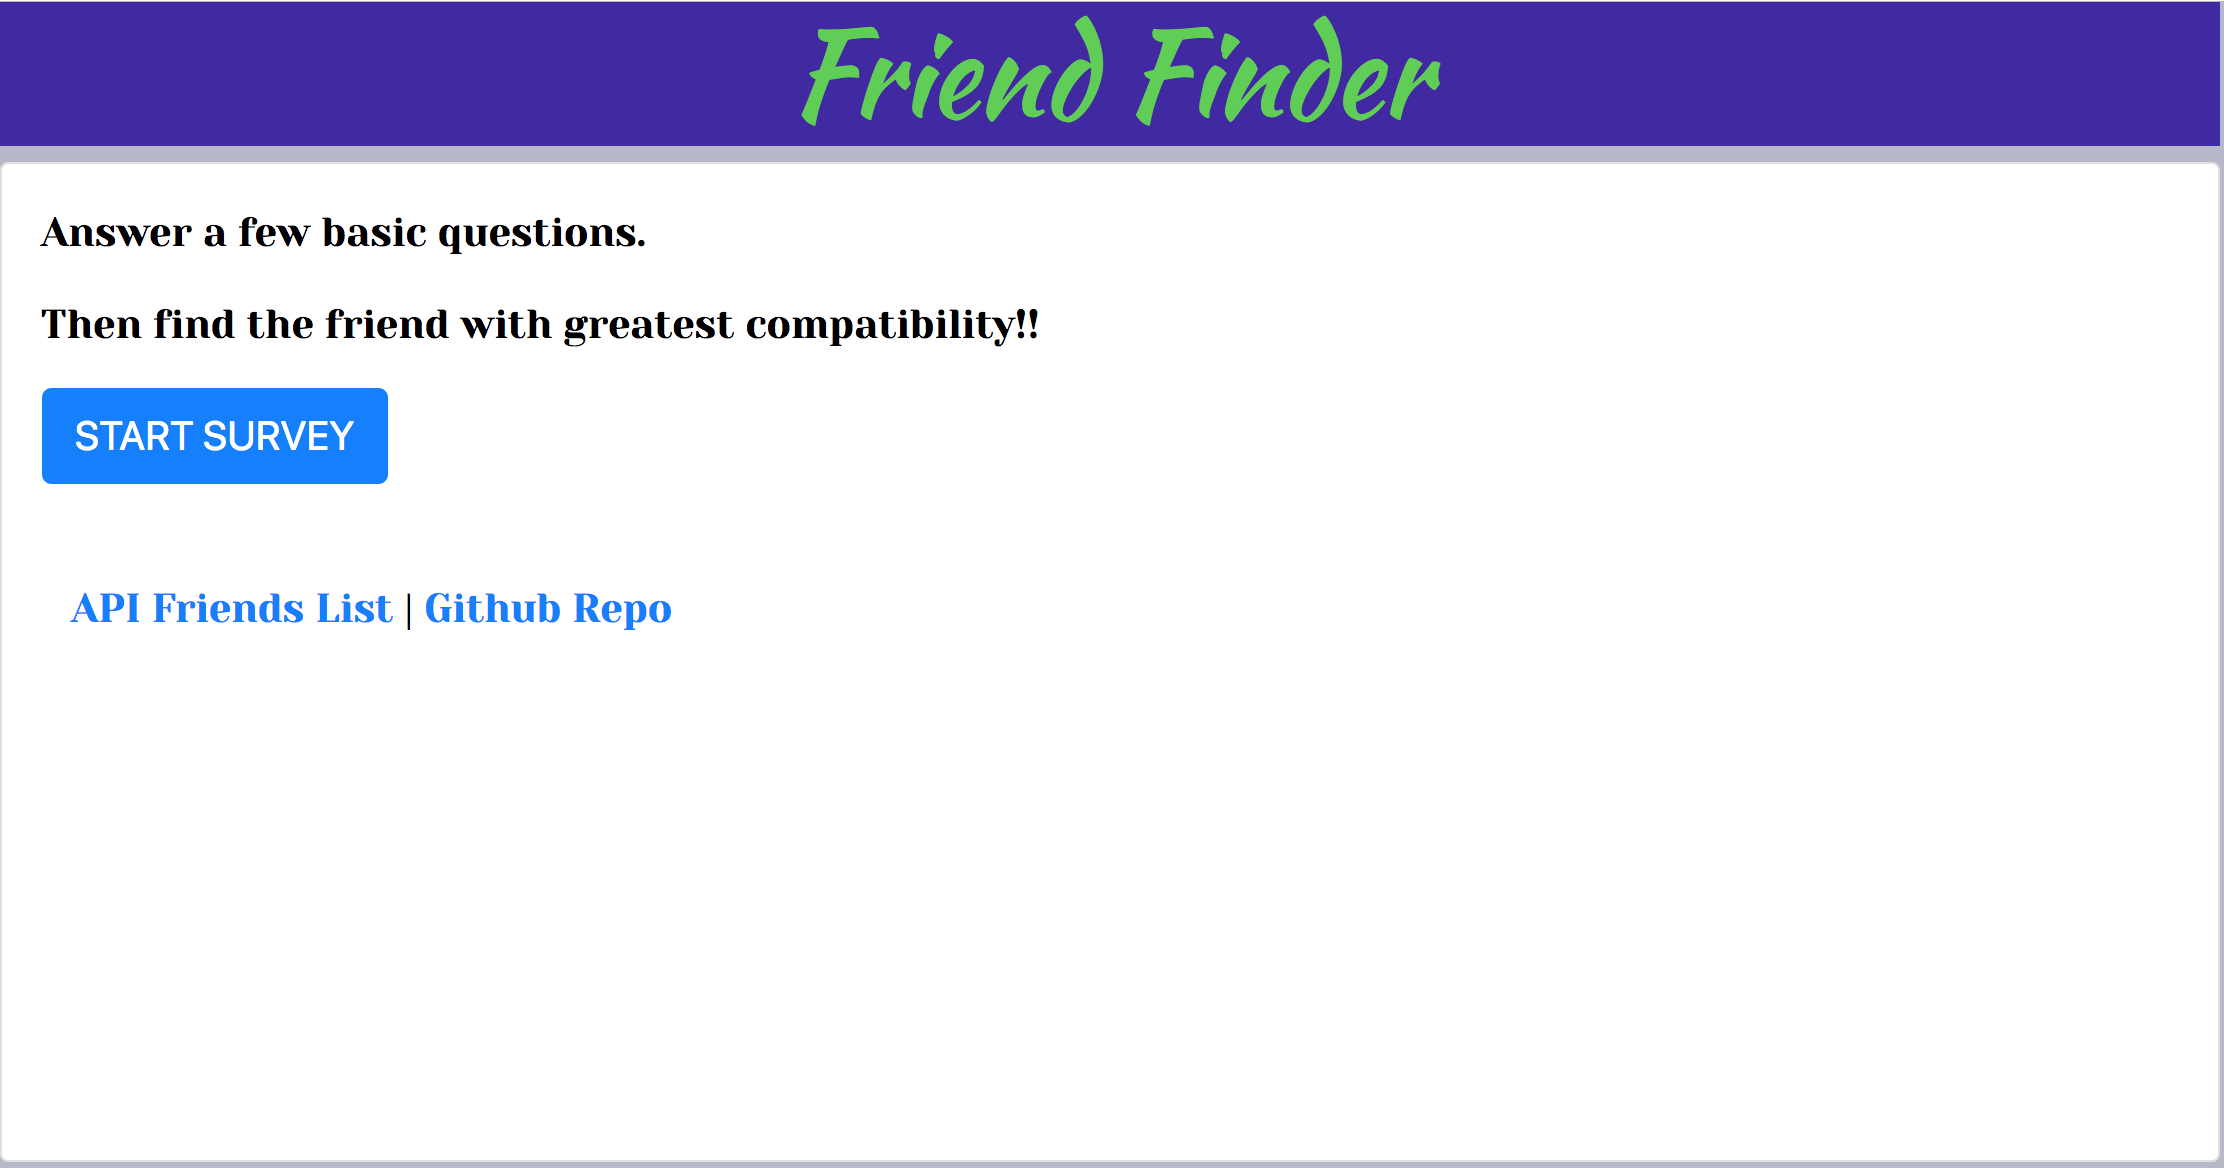 Friend Finder
Answer a few basic questions.
Then find the friend with greatest compatibility!!
START SURVEY
API Friends List | Github Repo